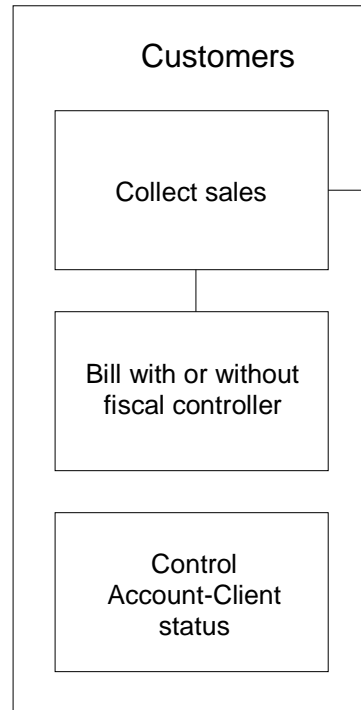 Customers
Collect sales
Bill with or without
fiscal controller
Control
Account-Client
status